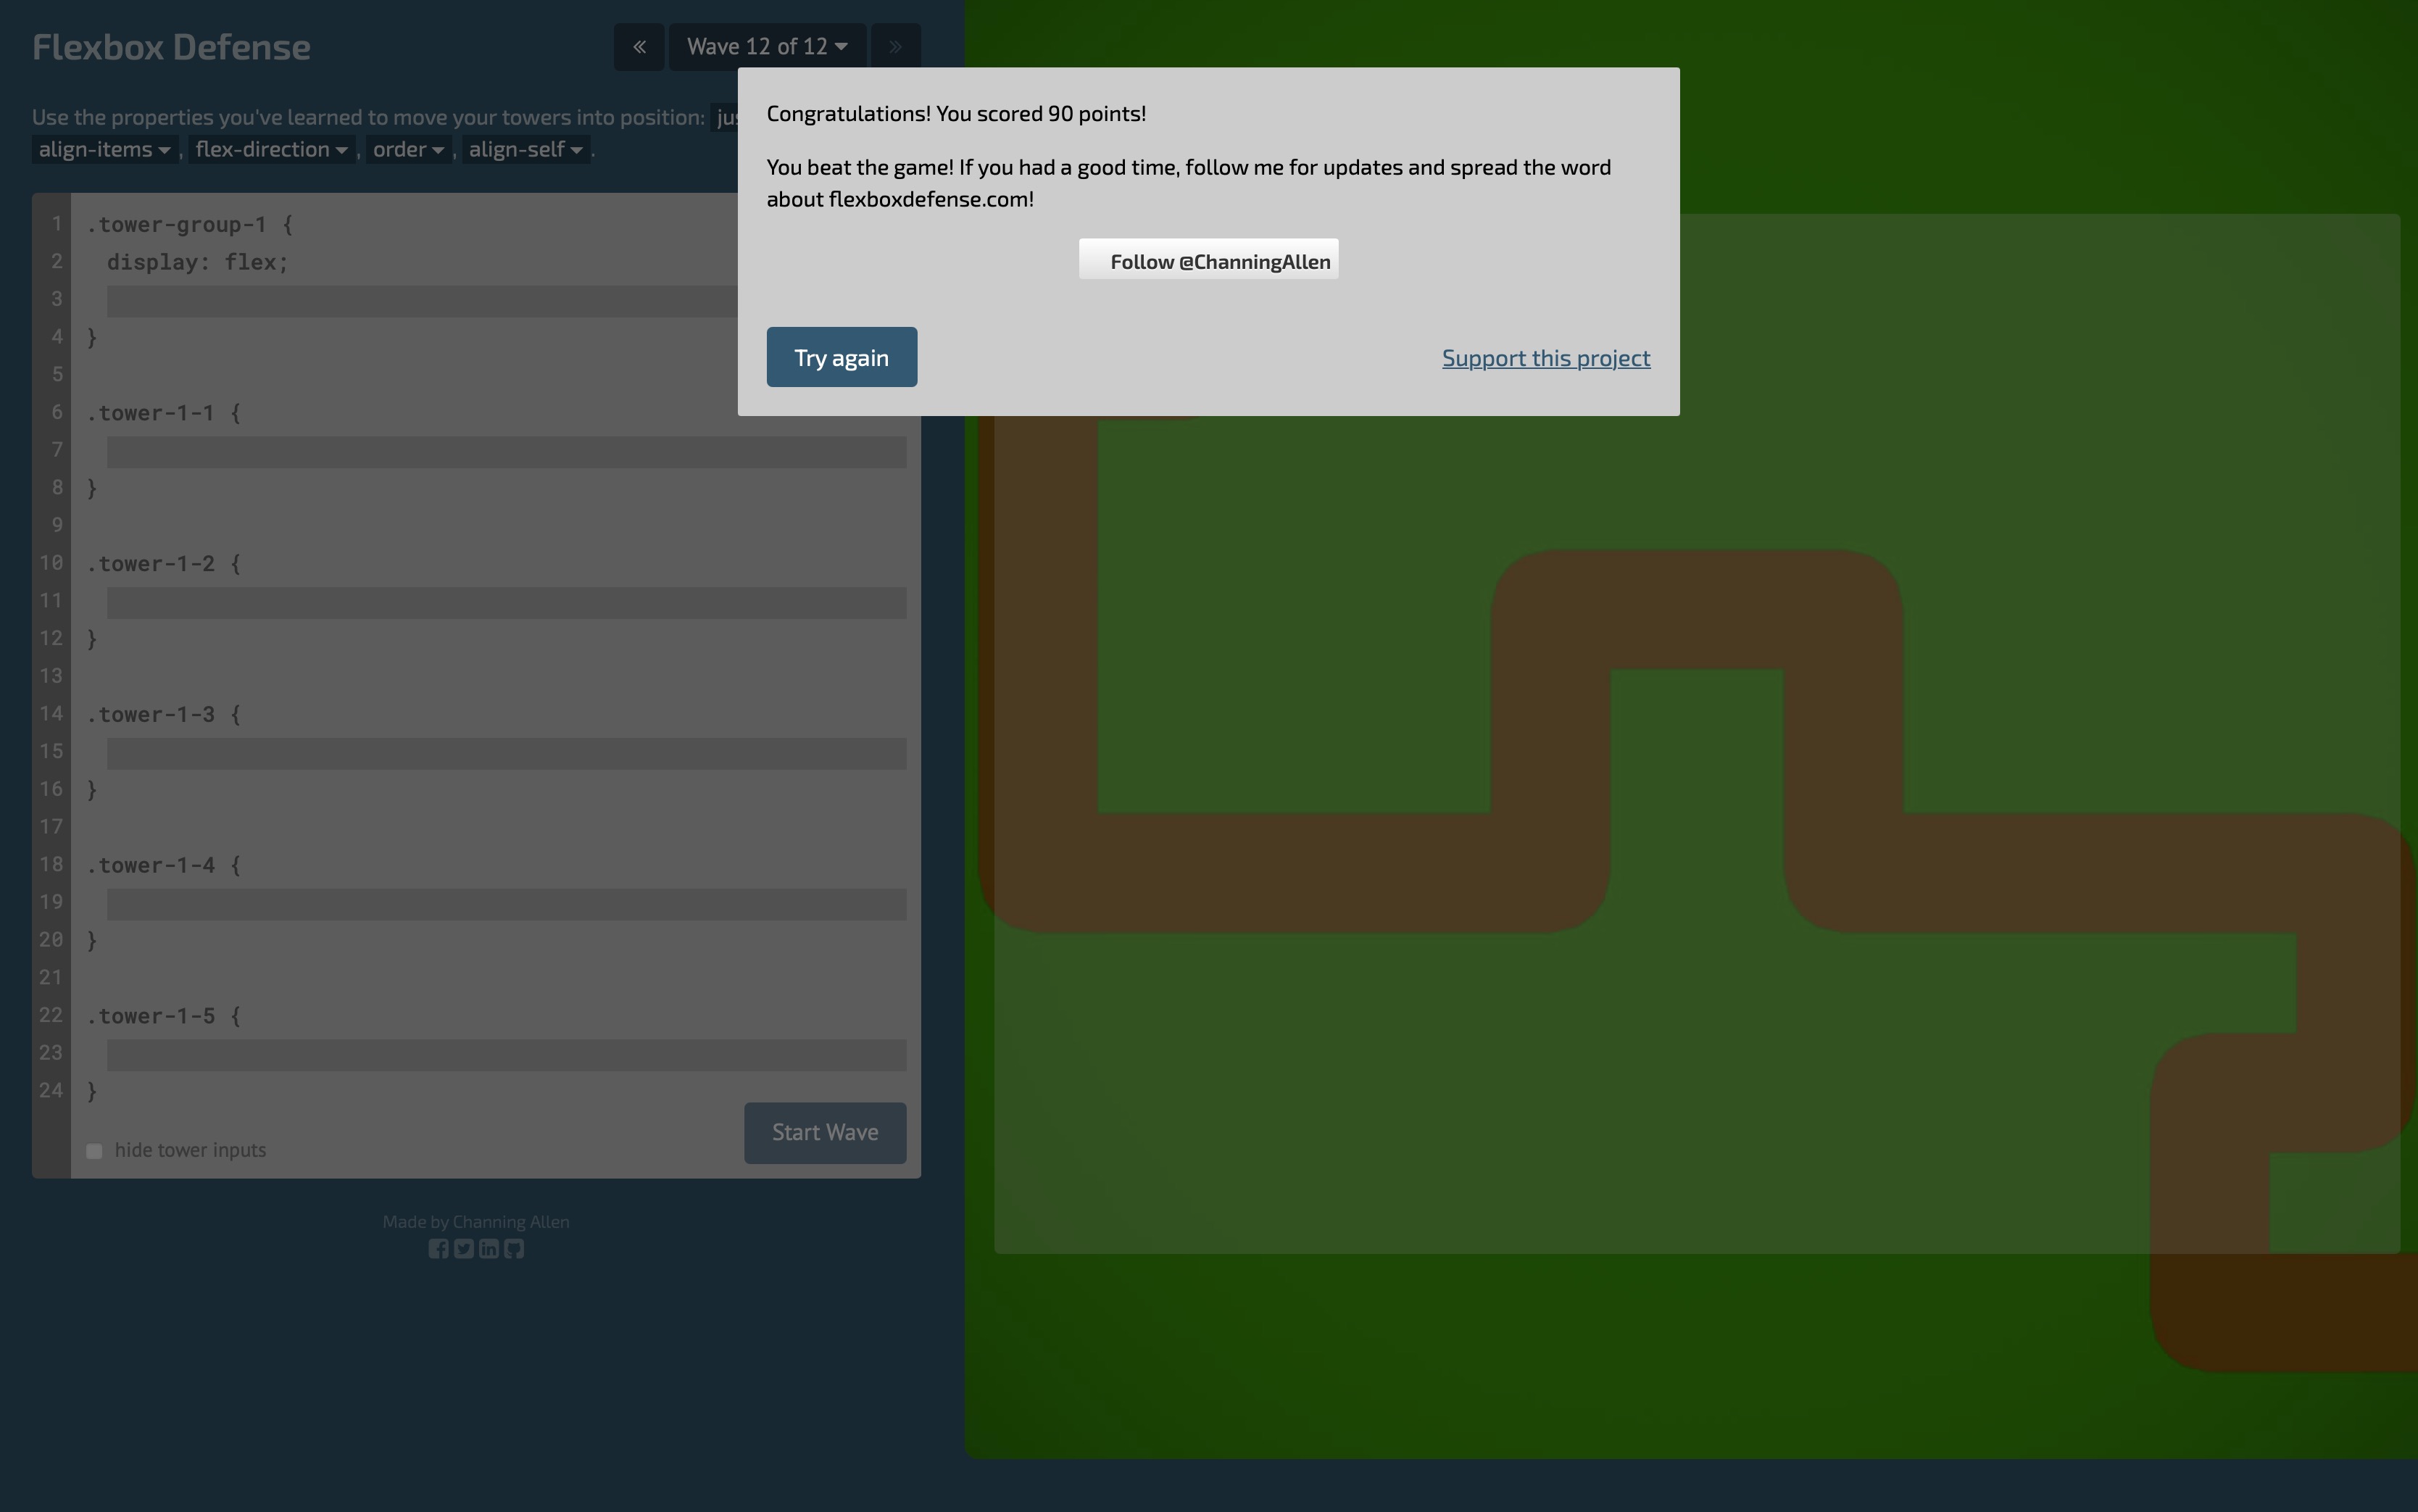 Flexbox Defense
« Wave 12 of 12 »
Use the properties you've learned to move your towers into position:
align-items , flex-direction , order , align-self .
Congratulations! You scored 90 points!
You beat the game! If you had a good time, follow me for updates and spread the word
about flexboxdefense.com!
Follow @ChanningAllen
Try again
Support this project
1 .tower-group-1 {
2 display: flex;
3
4 }
5
6 .tower-1-1 {
7
8 }
9
10 .tower-1-2 {
11
12 }
13
14 .tower-1-3 {
15
16 }
17
18 .tower-1-4 {
19
20 }
21
22 .tower-1-5 {
23
24 }
hide tower inputs
Start Wave
Made by Channing Allen